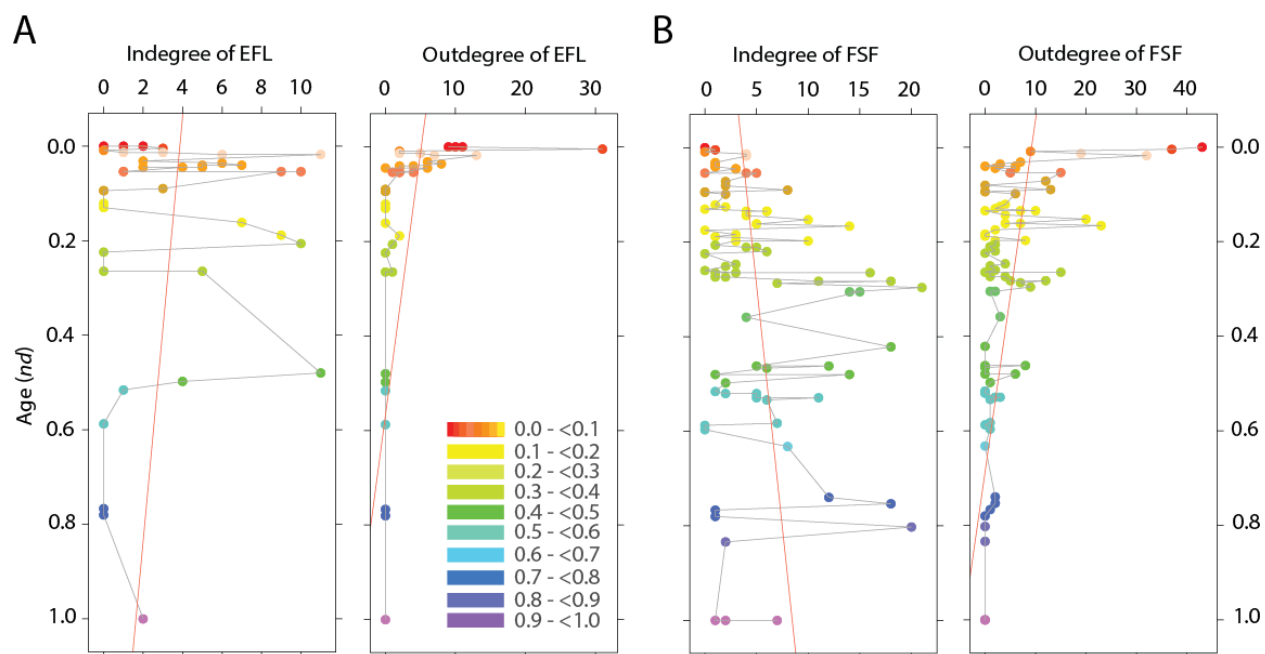 A
B
Indegree of EFL
Outdegree of EFL
Indegree of FSF
Outdegree of FSF
0 2 4 6 8 10
0 10 20 30
0 5 10 15 20
0 10 20 30 40
Age (nd)
0.0
0.2
0.4
0.6
0.8
1.0
0.0 - <0.1
0.1 - <0.2
0.2 - <0.3
0.3 - <0.4
0.4 - <0.5
0.5 - <0.6
0.6 - <0.7
0.7 - <0.8
0.8 - <0.9
0.9 - <1.0
0.0
0.2
0.4
0.6
0.8
1.0